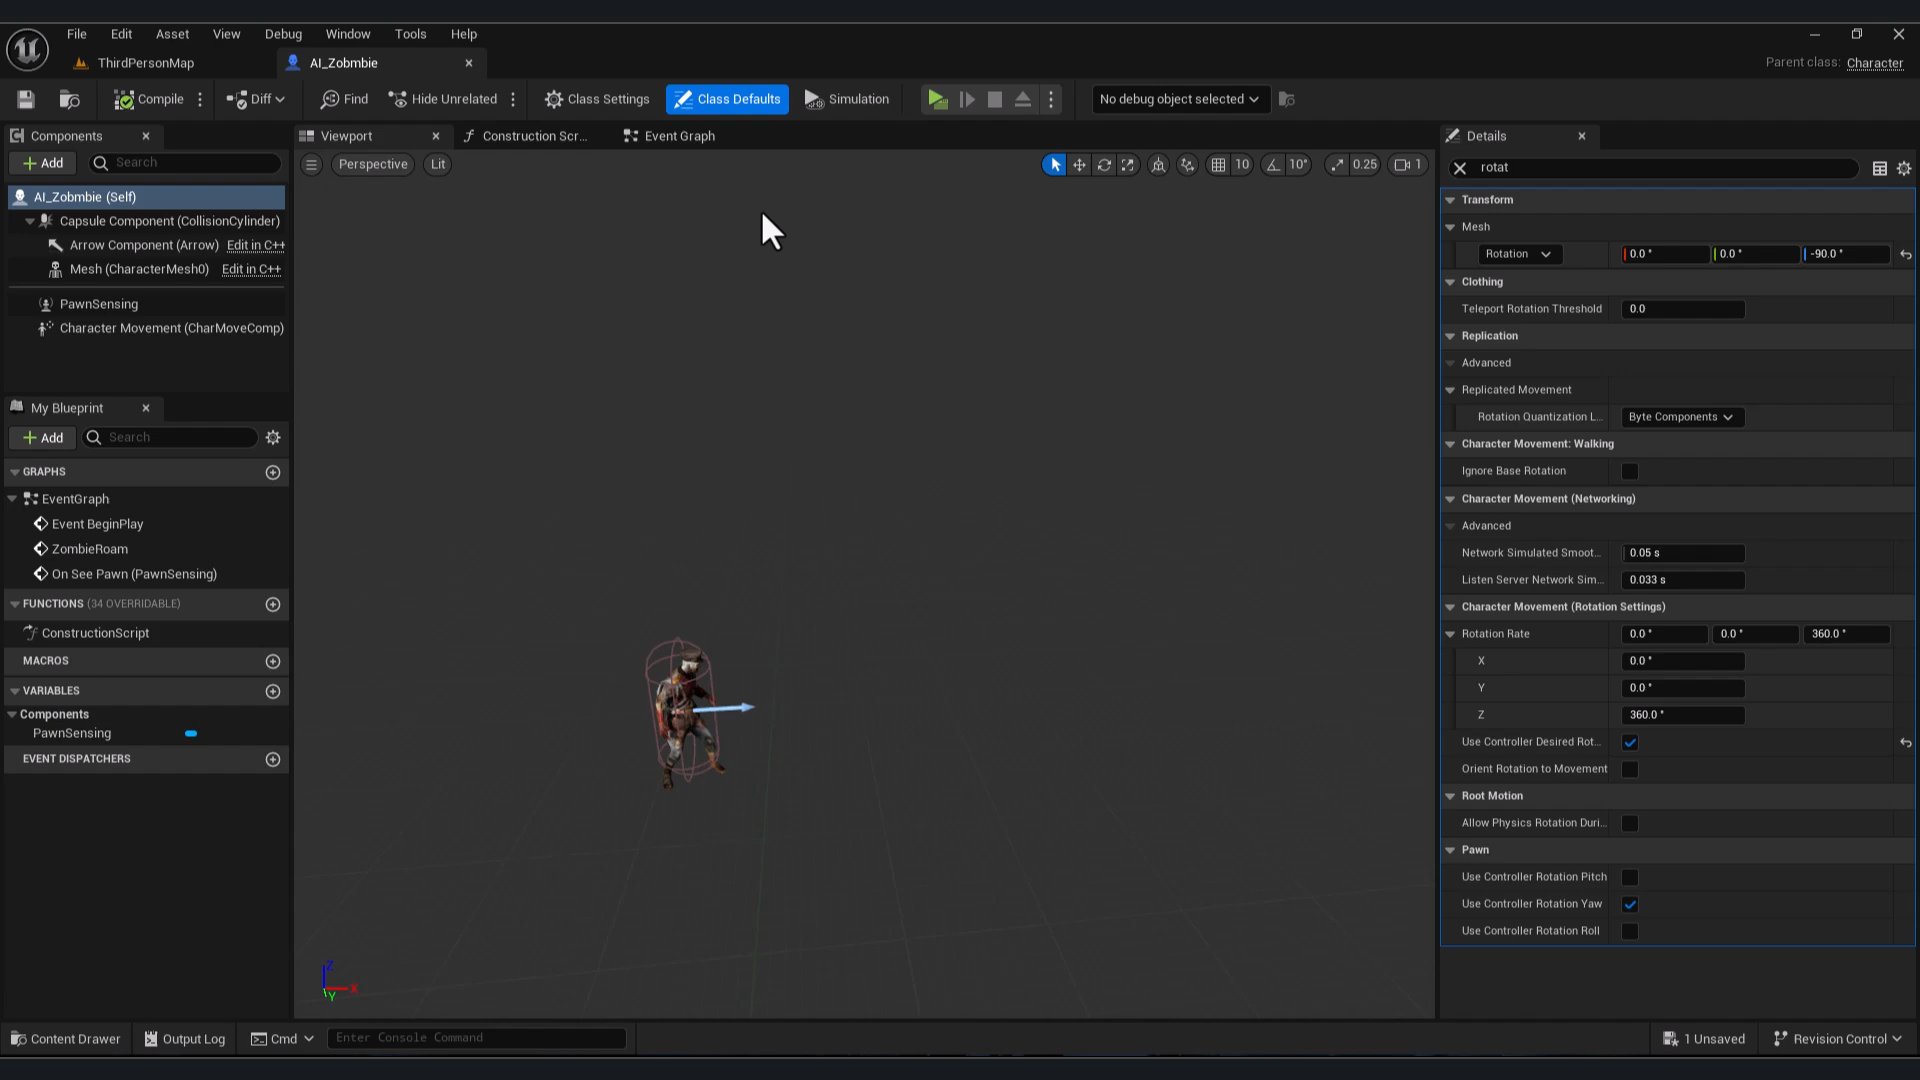 File Edit Asset View Debug Window Tools Help
ThirdPersonMap
AI_Zobmbie
Parent class: Character
Compile
Diff
Find
Hide Unrelated
Class Settings
Class Defaults
Simulation
No debug object selected
Components
Add
Search
AI_Zobmbie (Self)
Capsule Component (CollisionCylinder)
Arrow Component (Arrow) Edit in C++
Mesh (CharacterMesh0) Edit in C++
PawnSensing
Character Movement (CharMoveComp)
My Blueprint
Add
Search
GRAPHS
EventGraph
Event BeginPlay
ZombieRoam
On See Pawn (PawnSensing)
FUNCTIONS (34 OVERRIDABLE)
ConstructionScript
MACROS
VARIABLES
Components
PawnSensing
EVENT DISPATCHERS
Viewport
Construction Scr...
Event Graph
Perspective
Lit
10
10°
0.25
1
Z
X
Y
Details
rotat
Transform
Mesh
Rotation 0.0 ° 0.0 ° -90.0 °
Clothing
Teleport Rotation Threshold 0.0
Replication
Advanced
Replicated Movement
Rotation Quantization L... Byte Components
Character Movement: Walking
Ignore Base Rotation
Character Movement (Networking)
Advanced
Network Simulated Smoot... 0.05 s
Listen Server Network Sim... 0.033 s
Character Movement (Rotation Settings)
Rotation Rate 0.0 ° 0.0 ° 360.0 °
X 0.0 °
Y 0.0 °
Z 360.0 °
Use Controller Desired Rot...
Orient Rotation to Movement
Root Motion
Allow Physics Rotation Duri...
Pawn
Use Controller Rotation Pitch
Use Controller Rotation Yaw
Use Controller Rotation Roll
Content Drawer
Output Log
Cmd
Enter Console Command
1 Unsaved
Revision Control